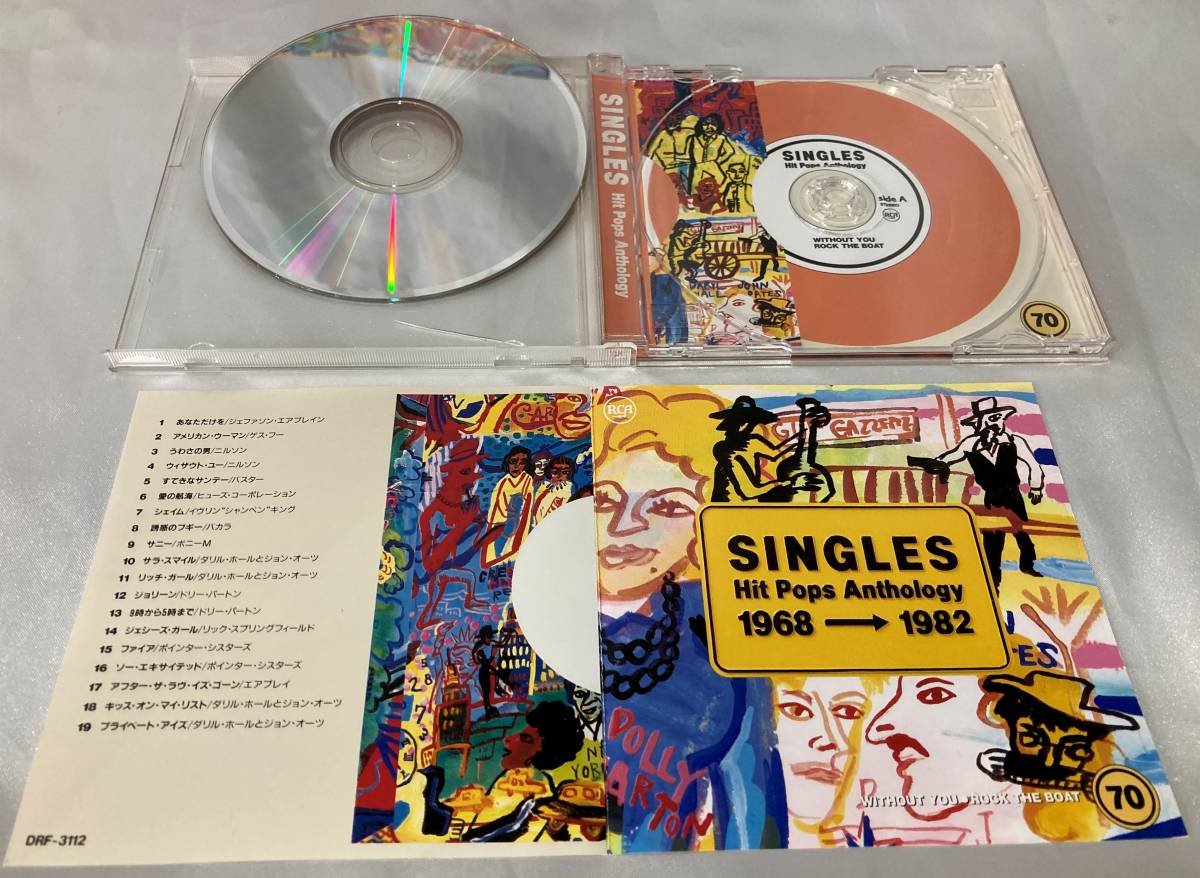 SINGLES Hit Pops Anthology
SINGLES
Hit Pops Anthology
side A
STEREO
RCA
WITHOUT YOU
ROCK THE BOAT
DARYL JOHN
HALL OATES
70
1 あなただけを/ジェファソン・エアプレイン
2 アメリカン・ウーマン/ゲス・フー
3 うわさの男/ニルソン
4 ウィザウト・ユー/ニルソン
5 すてきなサンデー/バスター
6 愛の航海/ヒューズ・コーポレーション
7 シェイム/イヴリン"シャンペン"キング
8 誘惑のブギー/バカラ
9 サニー/ボニーM
10 サラ・スマイル/ダリル・ホールとジョン・オーツ
11 リッチ・ガール/ダリル・ホールとジョン・オーツ
12 ジョリーン/ドリー・パートン
13 9時から5時まで/ドリー・パートン
14 ジェシーズ・ガール/リック・スプリングフィールド
15 ファイア/ポインター・シスターズ
16 ソー・エキサイテッド/ポインター・シスターズ
17 アフター・ザ・ラヴ・イズ・ゴーン/エアプレイ
18 キッス・オン・マイ・リスト/ダリル・ホールとジョン・オーツ
19 プライベート・アイズ/ダリル・ホールとジョン・オーツ
DRF-3112
RCA
SINGLES
Hit Pops Anthology
1968 → 1982
DOLLY
ARTON
WITHOUT YOU ROCK THE BOAT
70